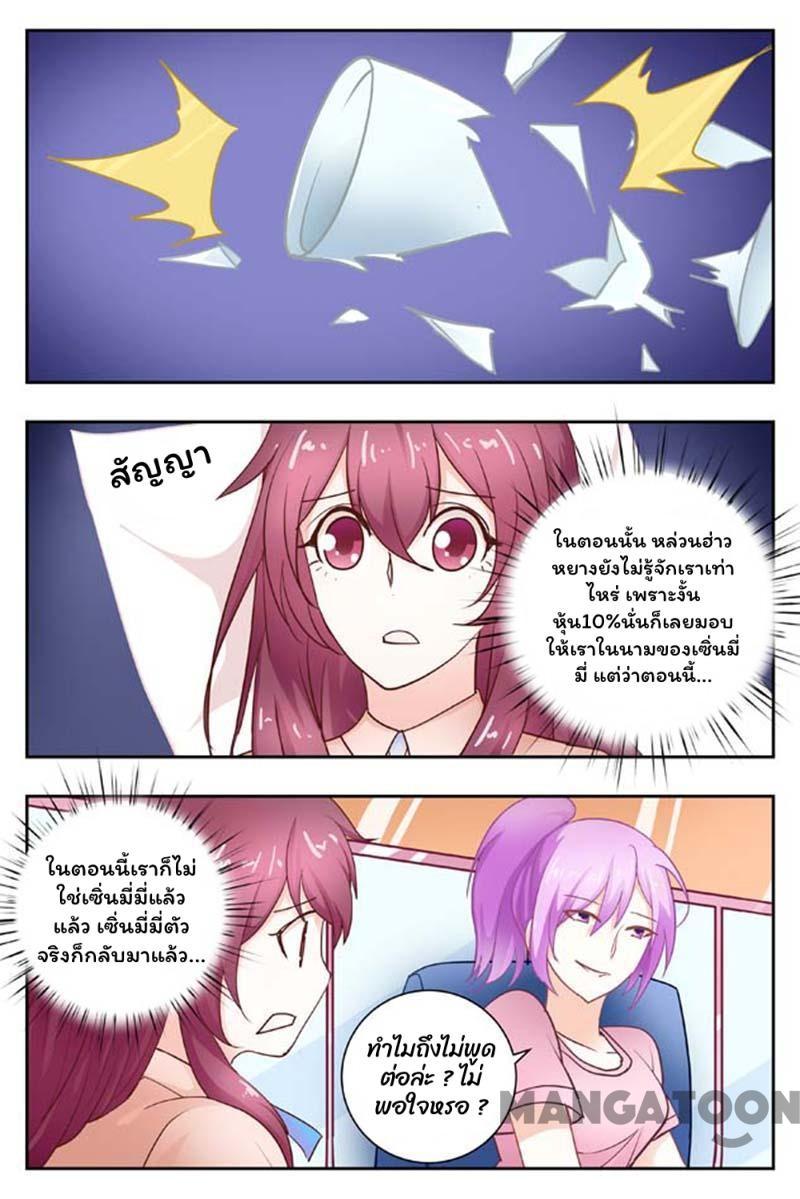 สัญญา
ในตอนนั้น หล่วนฮ่าว
หยางยังไม่รู้จักเราเท่า
ไหร่ เพราะงั้น
หุ้น10%นั่นก็เลยมอบ
ให้เราในนามของเซิ่นมี่
มี่ แต่ว่าตอนนี้...
ในตอนนี้เราก็ไม่
ใช่เซิ่นมี่มี่แล้ว
แล้ว เซิ่นมี่มี่ตัว
จริงก็กลับมาแล้ว...
ทำไมถึงไม่พูด
ต่อล่ะ ? ไม่
พอใจหรอ ?
MANGATOON